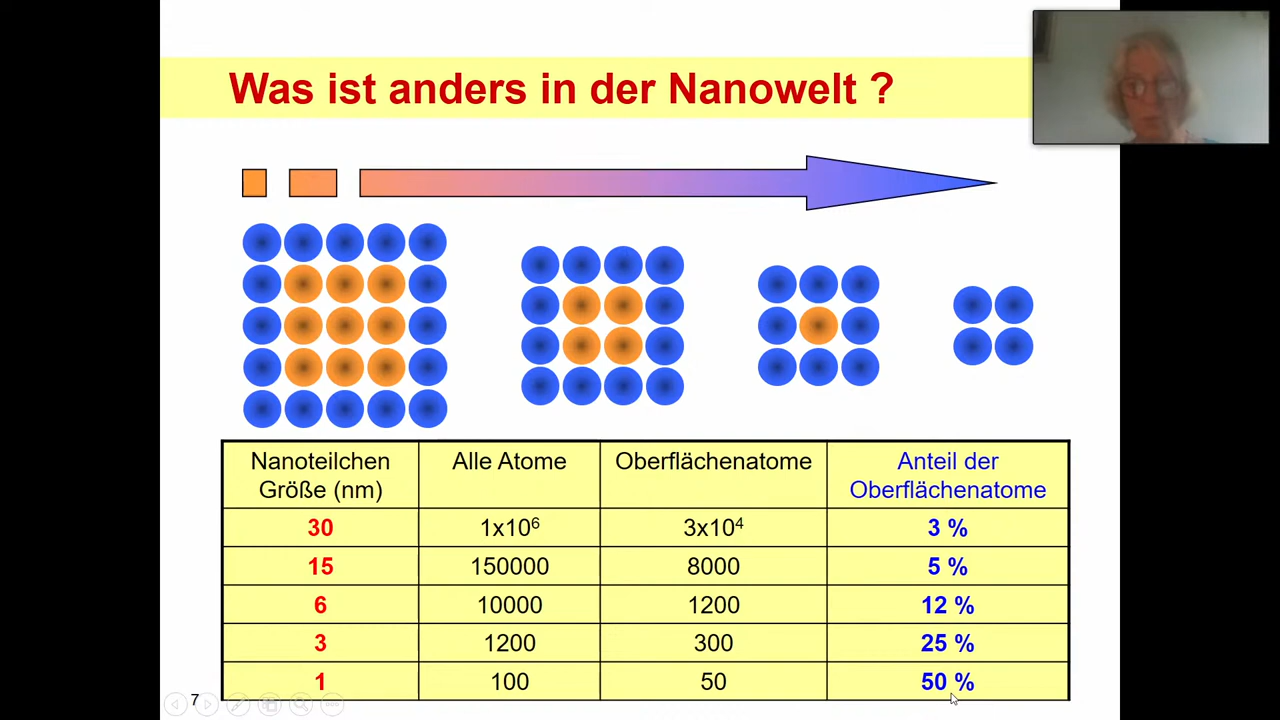 Was ist anders in der Nanowelt ?
Nanoteilchen Größe (nm) Alle Atome Oberflächenatome Anteil der Oberflächenatome
30 1x10⁶ 3x10⁴ 3 %
15 150000 8000 5 %
6 10000 1200 12 %
3 1200 300 25 %
1 100 50 50 %
7